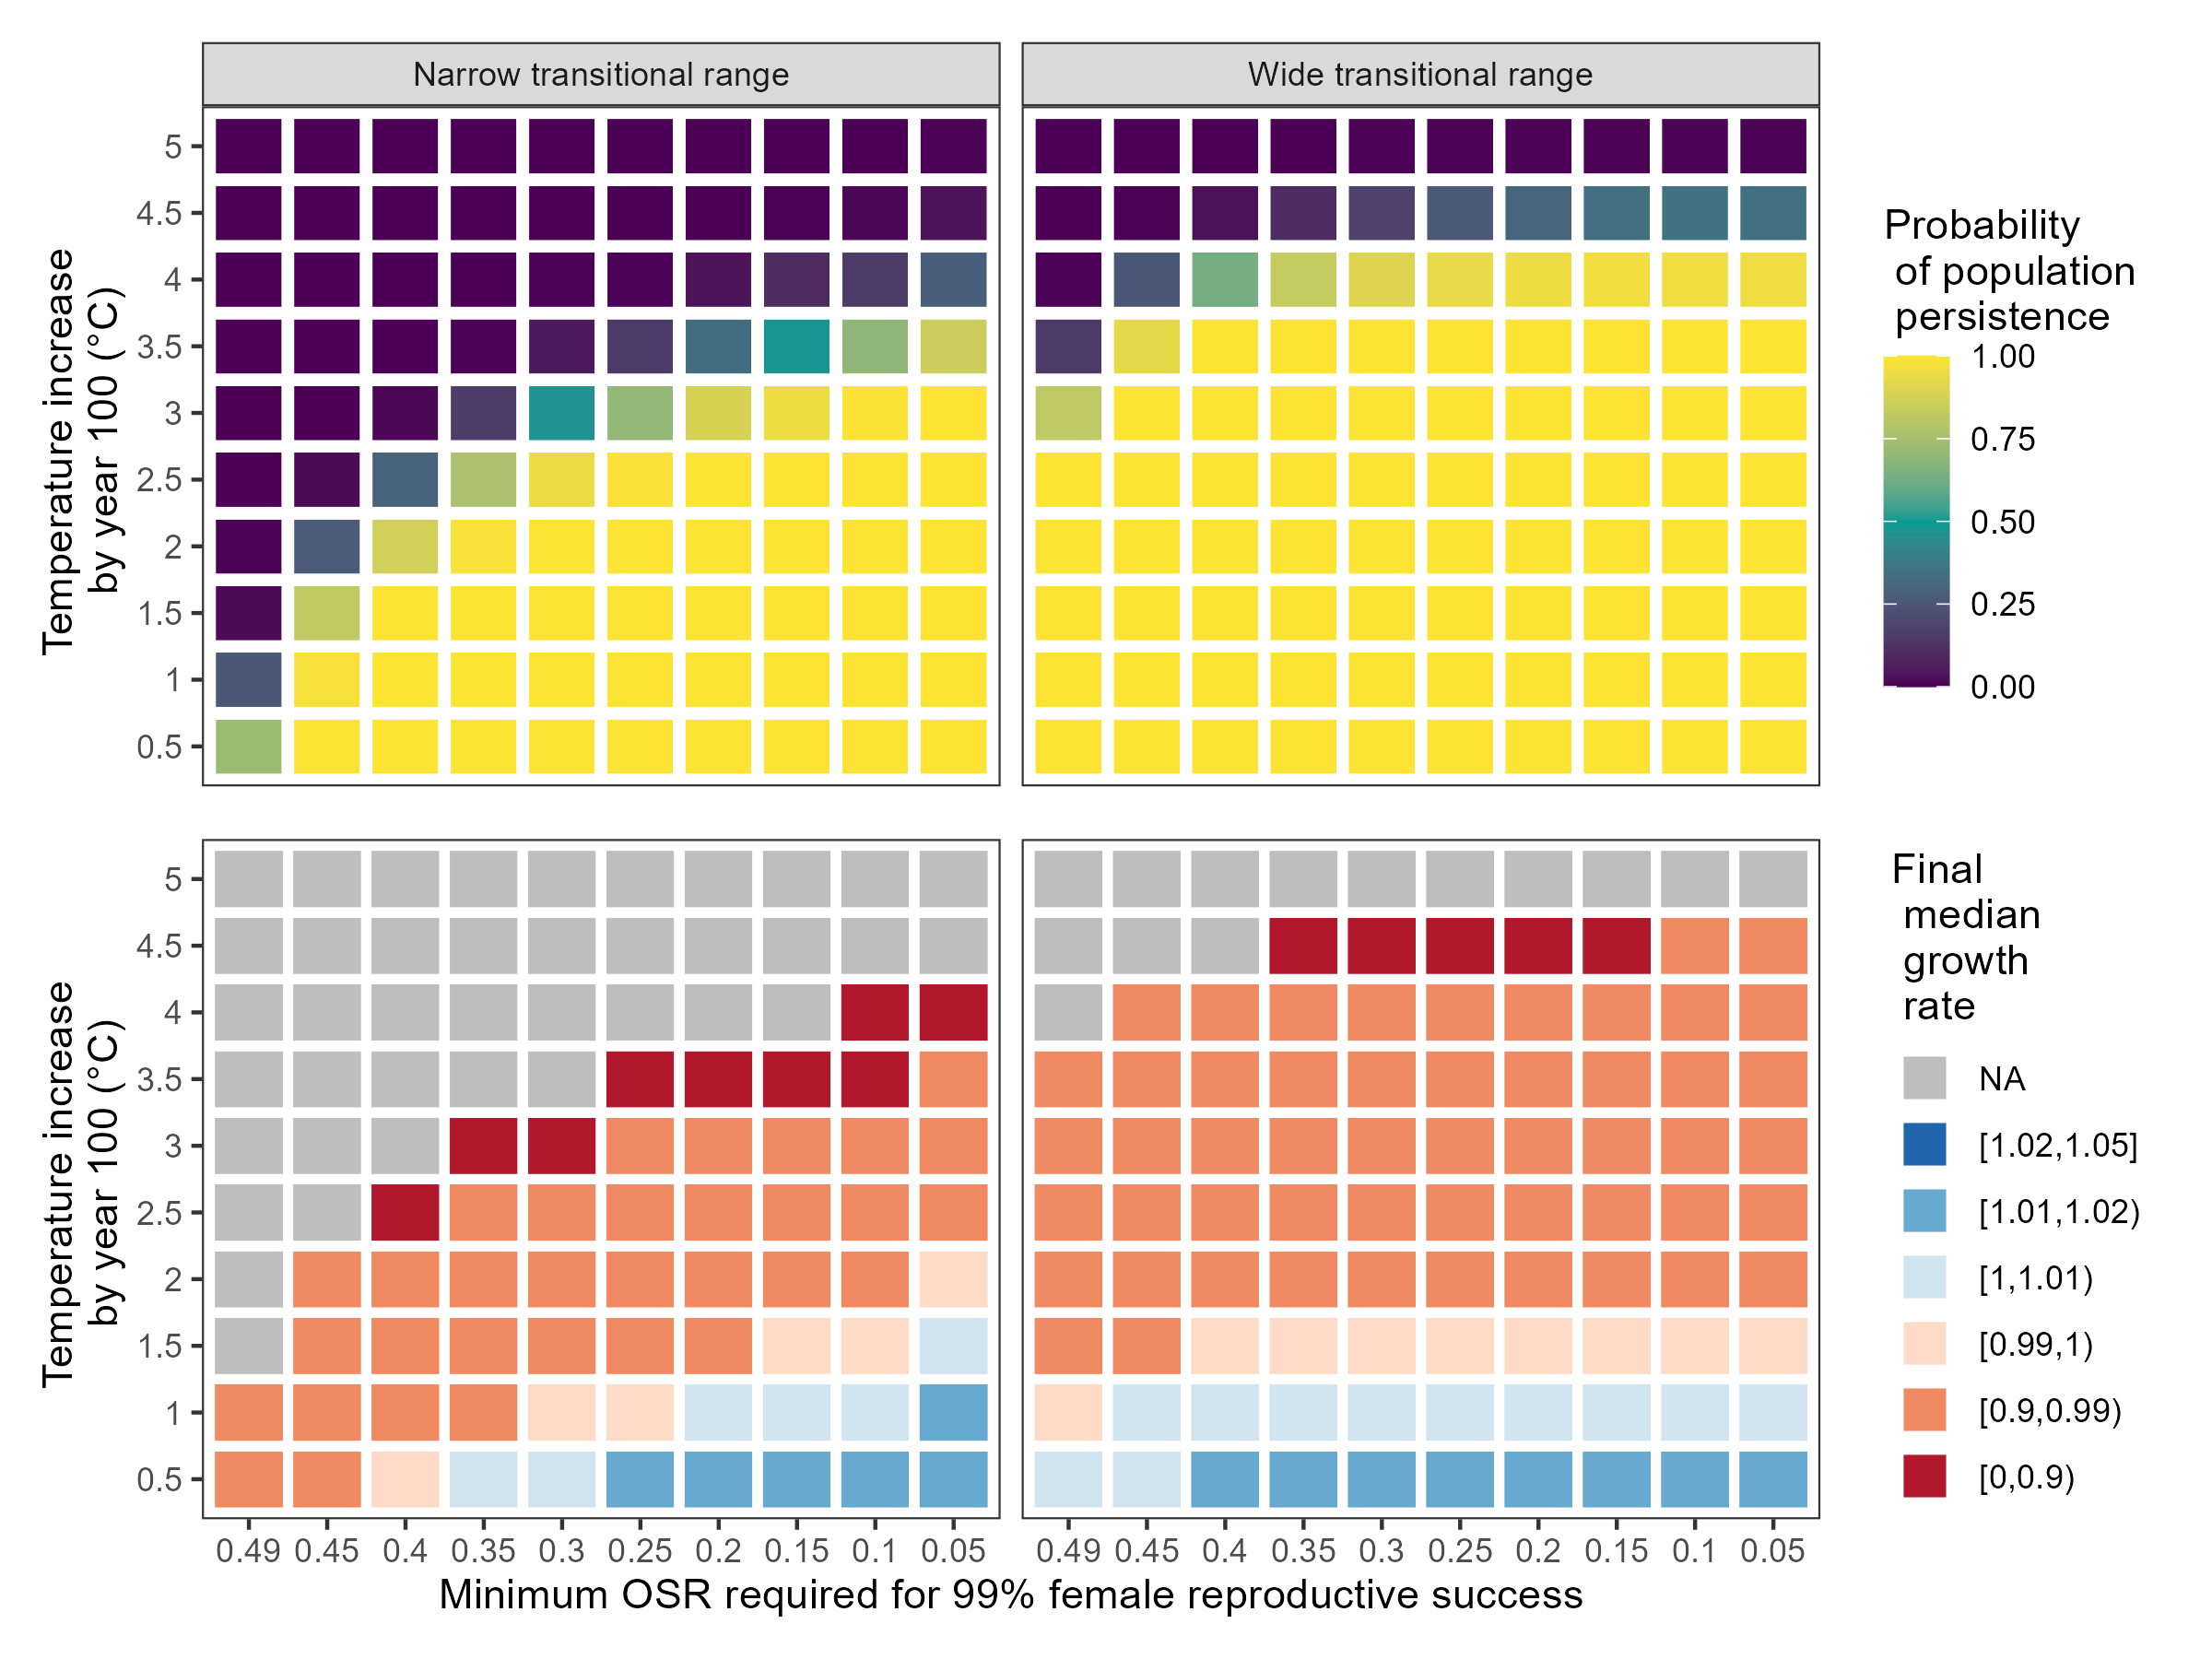 Narrow transitional range
Wide transitional range
Temperature increase
by year 100 (°C)
5
4.5
4
3.5
3
2.5
2
1.5
1
0.5
Probability
of population
persistence
1.00
0.75
0.50
0.25
0.00
Temperature increase
by year 100 (°C)
5
4.5
4
3.5
3
2.5
2
1.5
1
0.5
0.49 0.45 0.4 0.35 0.3 0.25 0.2 0.15 0.1 0.05
0.49 0.45 0.4 0.35 0.3 0.25 0.2 0.15 0.1 0.05
Minimum OSR required for 99% female reproductive success
Final
median
growth
rate
NA
[1.02,1.05]
[1.01,1.02)
[1,1.01)
[0.99,1)
[0.9,0.99)
[0,0.9)